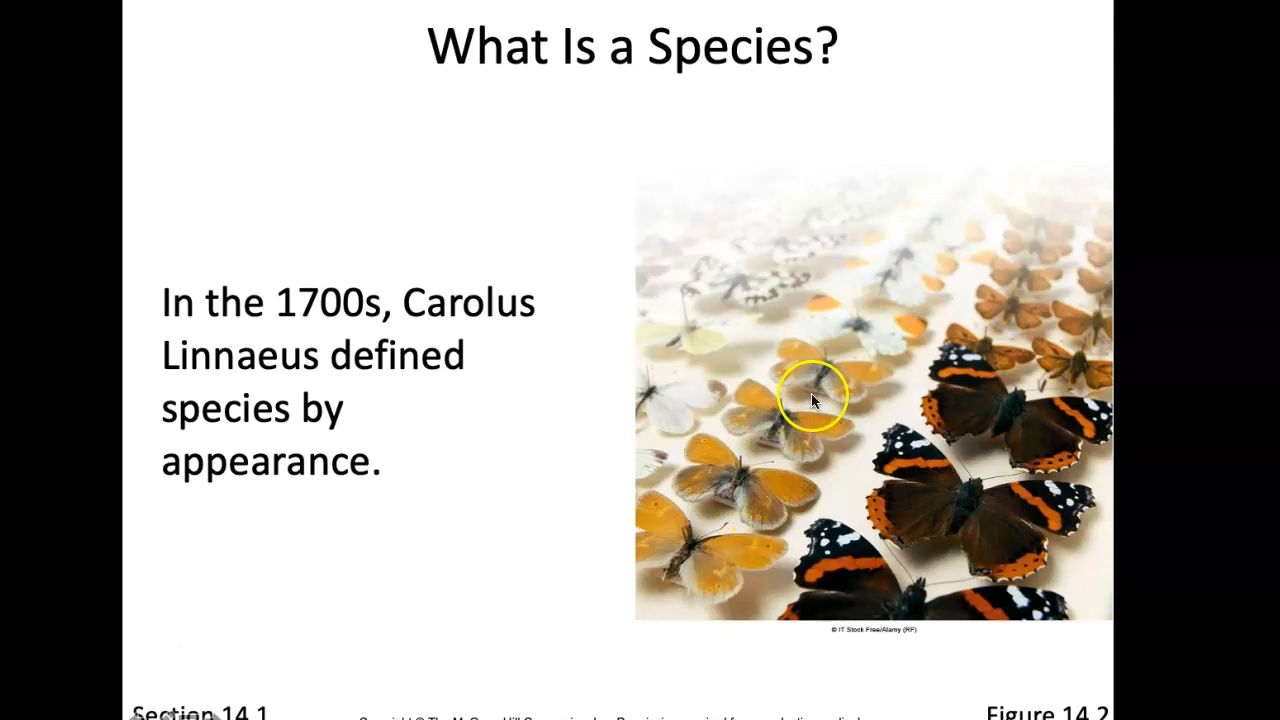 What Is a Species?
In the 1700s, Carolus
Linnaeus defined
species by
appearance.
© IT Stock Free/Alamy (RF)
Section 14.1
Figure 14.2